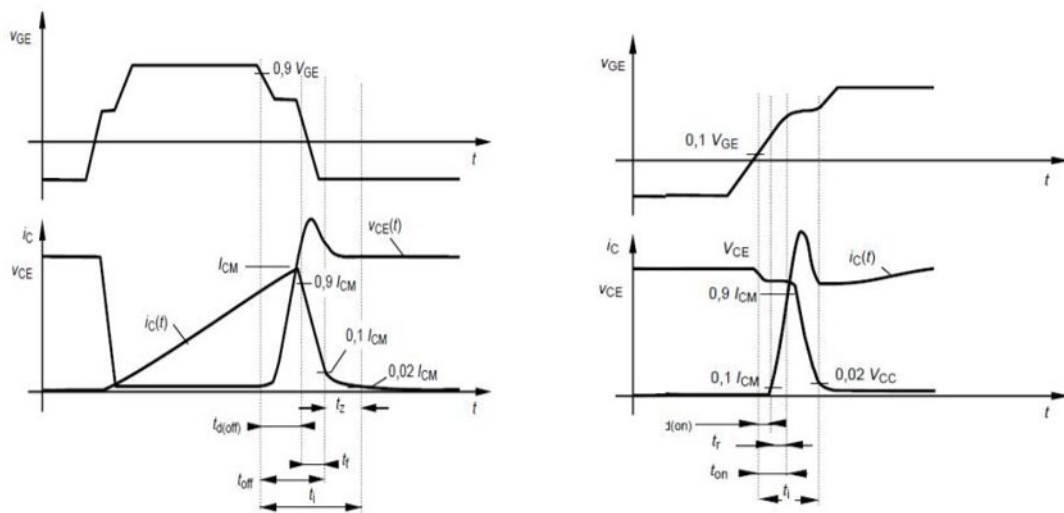 vGE
0,9 VGE
t
iC
vCE
vCE(t)
ICM
0,9 ICM
iC(t)
0,1 ICM
0,02 ICM
t
tz
td(off)
tf
toff
ti
vGE
0,1 VGE
t
iC
VCE
iC(t)
vCE
0,9 ICM
0,1 ICM
0,02 VCC
t
d(on)
tr
ton
ti